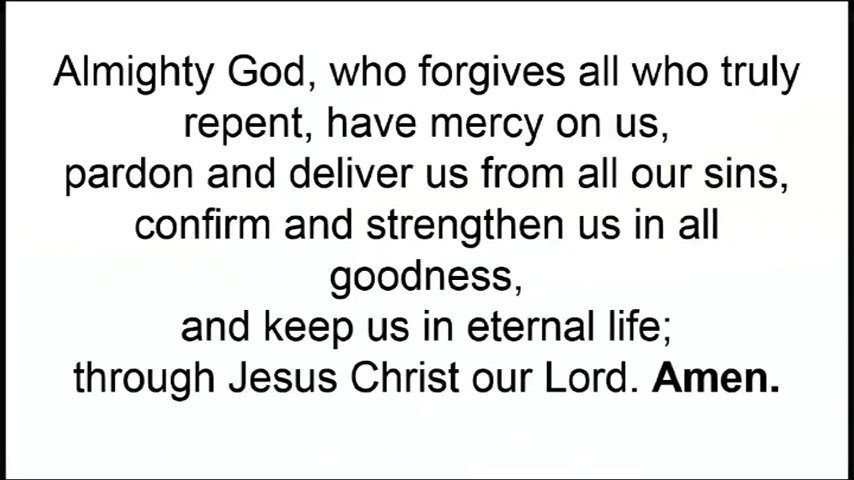 Almighty God, who forgives all who truly
repent, have mercy on us,
pardon and deliver us from all our sins,
confirm and strengthen us in all
goodness,
and keep us in eternal life;
through Jesus Christ our Lord. Amen.